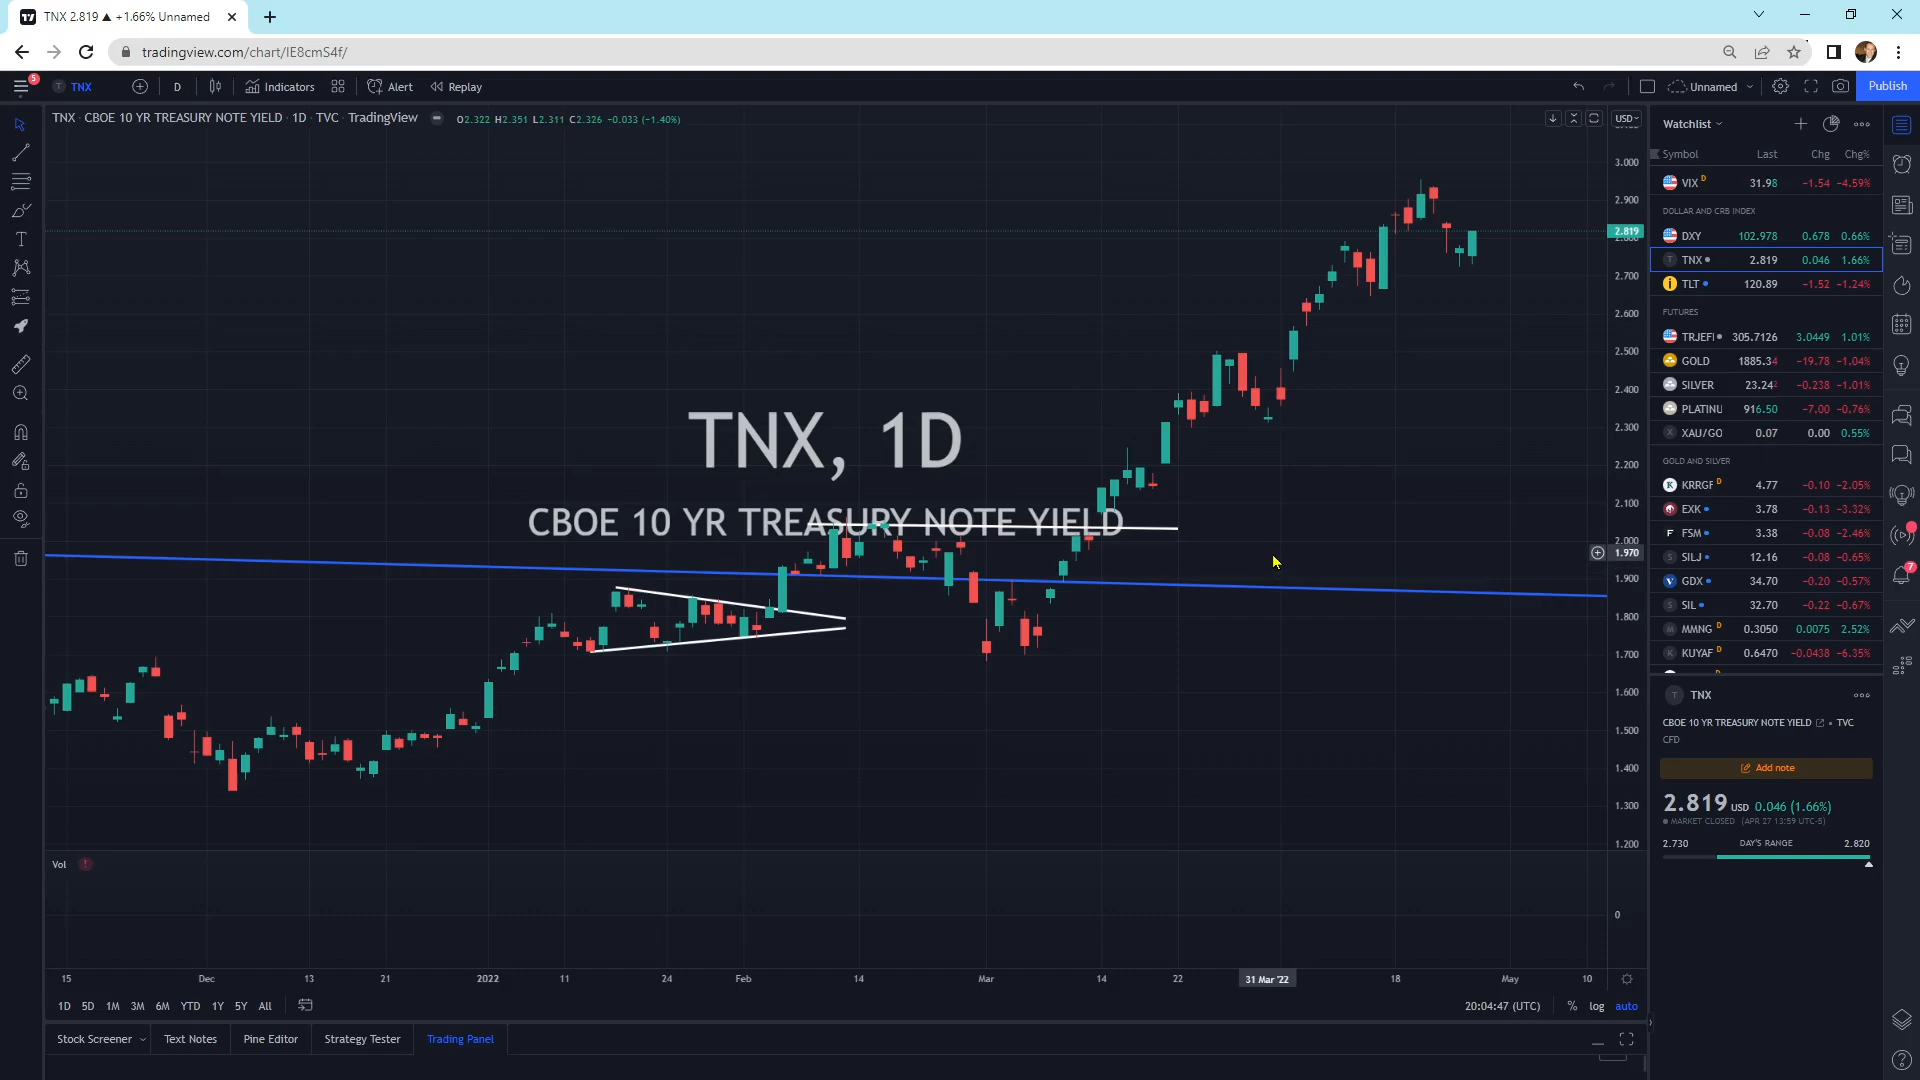 TNX 2.819 ▲ +1.66% Unnamed
tradingview.com/chart/IE8cmS4f/
5
TNX
D
Indicators
Alert
Replay
Unnamed
Publish
TNX · CBOE 10 YR TREASURY NOTE YIELD · 1D · TVC · TradingView
O2.322 H2.351 L2.311 C2.326 −0.033 (−1.40%)
USD
TNX, 1D
CBOE 10 YR TREASURY NOTE YIELD
3.000
2.900
2.819
2.800
2.700
2.600
2.500
2.400
2.300
2.200
2.100
2.000
1.970
1.900
1.800
1.700
1.600
1.500
1.400
1.300
1.200
Vol
0
15 Dec 13 21 2022 11 24 Feb 14 Mar 14 22 31 Mar '22 18 May 10
1D 5D 1M 3M 6M YTD 1Y 5Y All
20:04:47 (UTC) % log auto
Stock Screener
Text Notes
Pine Editor
Strategy Tester
Trading Panel
Watchlist
Symbol Last Chg Chg%
VIX D 31.98 −1.54 −4.59%
DOLLAR AND CRB INDEX
DXY 102.978 0.678 0.66%
TNX 2.819 0.046 1.66%
TLT 120.89 −1.52 −1.24%
FUTURES
TRJEFI 305.7126 3.0449 1.01%
GOLD 1885.34 −19.78 −1.04%
SILVER 23.242 −0.238 −1.01%
PLATINU 916.50 −7.00 −0.76%
XAU/GO 0.07 0.00 0.55%
GOLD AND SILVER
KRRGF D 4.77 −0.10 −2.05%
EXK 3.78 −0.13 −3.32%
FSM 3.38 −0.08 −2.46%
SILJ 12.16 −0.08 −0.65%
GDX 34.70 −0.20 −0.57%
SIL 32.70 −0.22 −0.67%
MMNG D 0.3050 0.0075 2.52%
KUYAF D 0.6470 −0.0438 −6.35%
TNX
CBOE 10 YR TREASURY NOTE YIELD • TVC
CFD
Add note
2.819 USD 0.046 (1.66%)
MARKET CLOSED (APR 27 13:59 UTC-5)
2.730 DAY'S RANGE 2.820
7